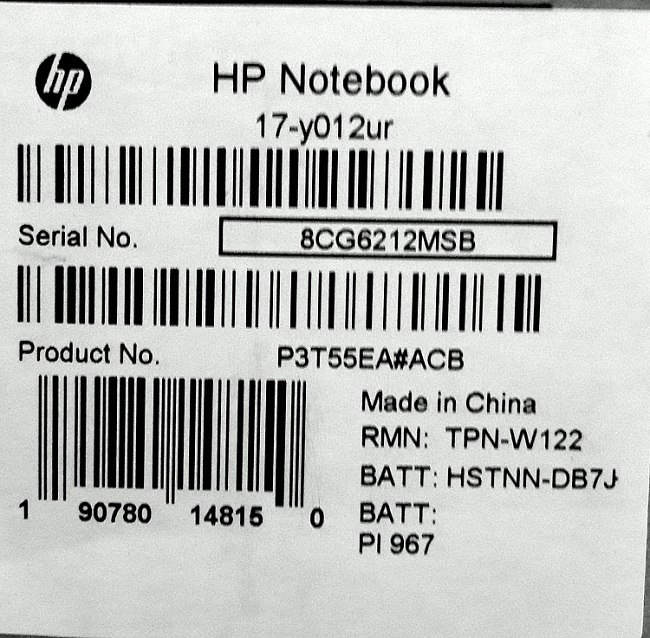 hp
HP Notebook
17-y012ur
Serial No. 8CG6212MSB
Product No. P3T55EA#ACB
Made in China
RMN: TPN-W122
BATT: HSTNN-DB7J
BATT:
PI 967
1 90780 14815 0